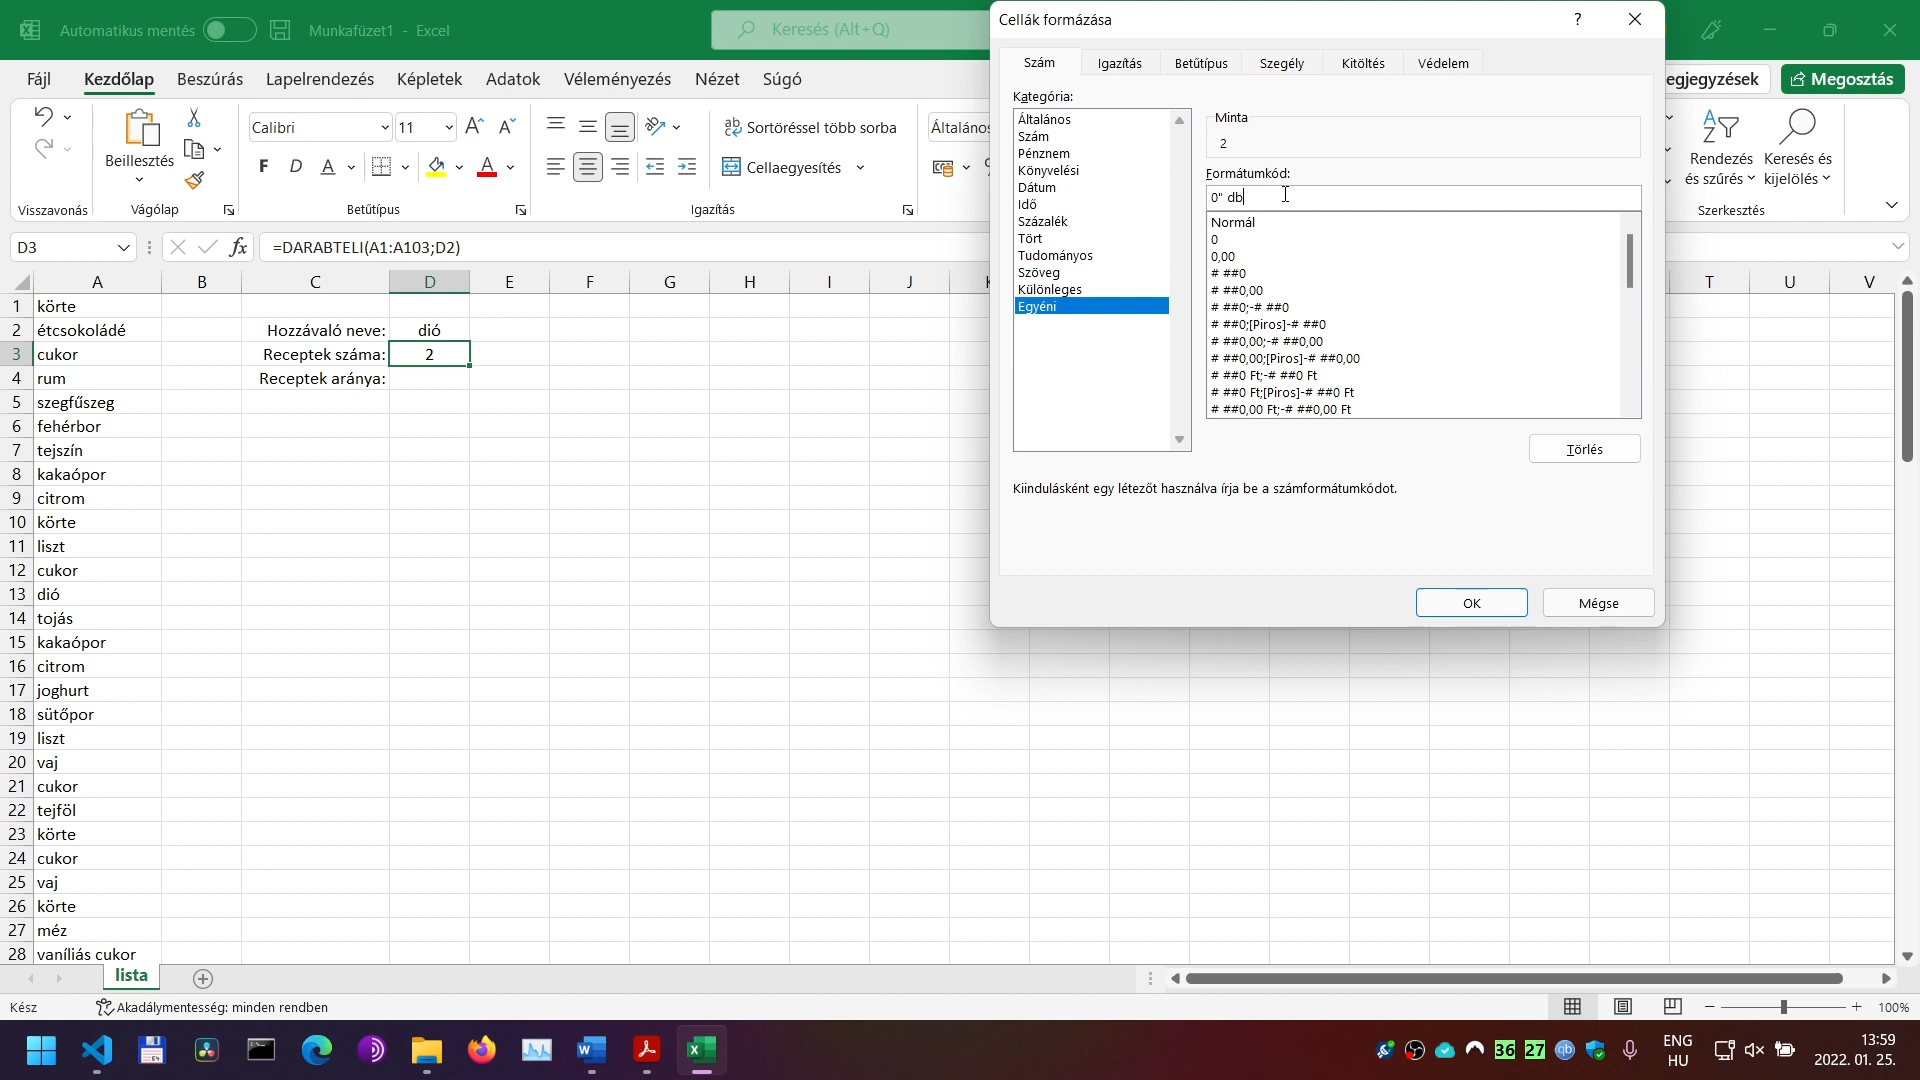 Automatikus mentés
Munkafüzet1 - Excel
Keresés (Alt+Q)
Fájl Kezdőlap Beszúrás Lapelrendezés Képletek Adatok Véleményezés Nézet Súgó
egjegyzések
Megosztás
Visszavonás
Beillesztés
Vágólap
Calibri 11
F D A A
Betűtípus
Sortöréssel több sorba
Cellaegyesítés
Igazítás
Általános
Rendezés és szűrés
Keresés és kijelölés
Szerkesztés
D3 fx =DARABTELI(A1:A103;D2)
Cellák formázása
?
Szám Igazítás Betűtípus Szegély Kitöltés Védelem
Kategória:
Általános
Szám
Pénznem
Könyvelési
Dátum
Idő
Százalék
Tört
Tudományos
Szöveg
Különleges
Egyéni
Minta
2
Formátumkód:
0" db
Normál
0
0,00
# ##0
# ##0,00
# ##0;-# ##0
# ##0;[Piros]-# ##0
# ##0,00;-# ##0,00
# ##0,00;[Piros]-# ##0,00
# ##0 Ft;-# ##0 Ft
# ##0 Ft;[Piros]-# ##0 Ft
# ##0,00 Ft;-# ##0,00 Ft
Törlés
Kiindulásként egy létezőt használva írja be a számformátumkódot.
OK Mégse
A B C D E F G H I J K T U V
1 körte
2 étcsokoládé Hozzávaló neve: dió
3 cukor Receptek száma: 2
4 rum Receptek aránya:
5 szegfűszeg
6 fehérbor
7 tejszín
8 kakaópor
9 citrom
10 körte
11 liszt
12 cukor
13 dió
14 tojás
15 kakaópor
16 citrom
17 joghurt
18 sütőpor
19 liszt
20 vaj
21 cukor
22 tejföl
23 körte
24 cukor
25 vaj
26 körte
27 méz
28 vaníliás cukor
lista
Kész
Akadálymentesség: minden rendben
100%
64
36
27
qb
ENG
HU
13:59
2022. 01. 25.